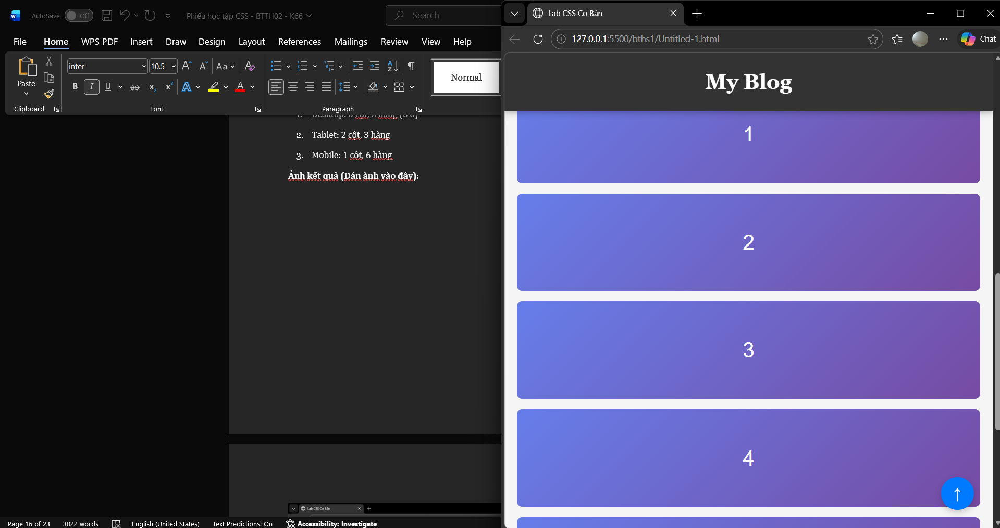 AutoSave Off Phiếu học tập CSS - BTTH02 - K66 Search
File Home WPS PDF Insert Draw Design Layout References Mailings Review View Help
Paste
inter 10.5
Aa
B I U ab x₂ x² A A
Normal
Clipboard Font Paragraph
2. Tablet: 2 cột, 3 hàng
3. Mobile: 1 cột, 6 hàng
Ảnh kết quả (Dán ảnh vào đây):
Lab CSS Cơ Bản
Page 16 of 23 3022 words English (United States) Text Predictions: On Accessibility: Investigate
Lab CSS Cơ Bản
127.0.0.1:5500/bths1/Untitled-1.html
Chat
My Blog
1
2
3
4
↑